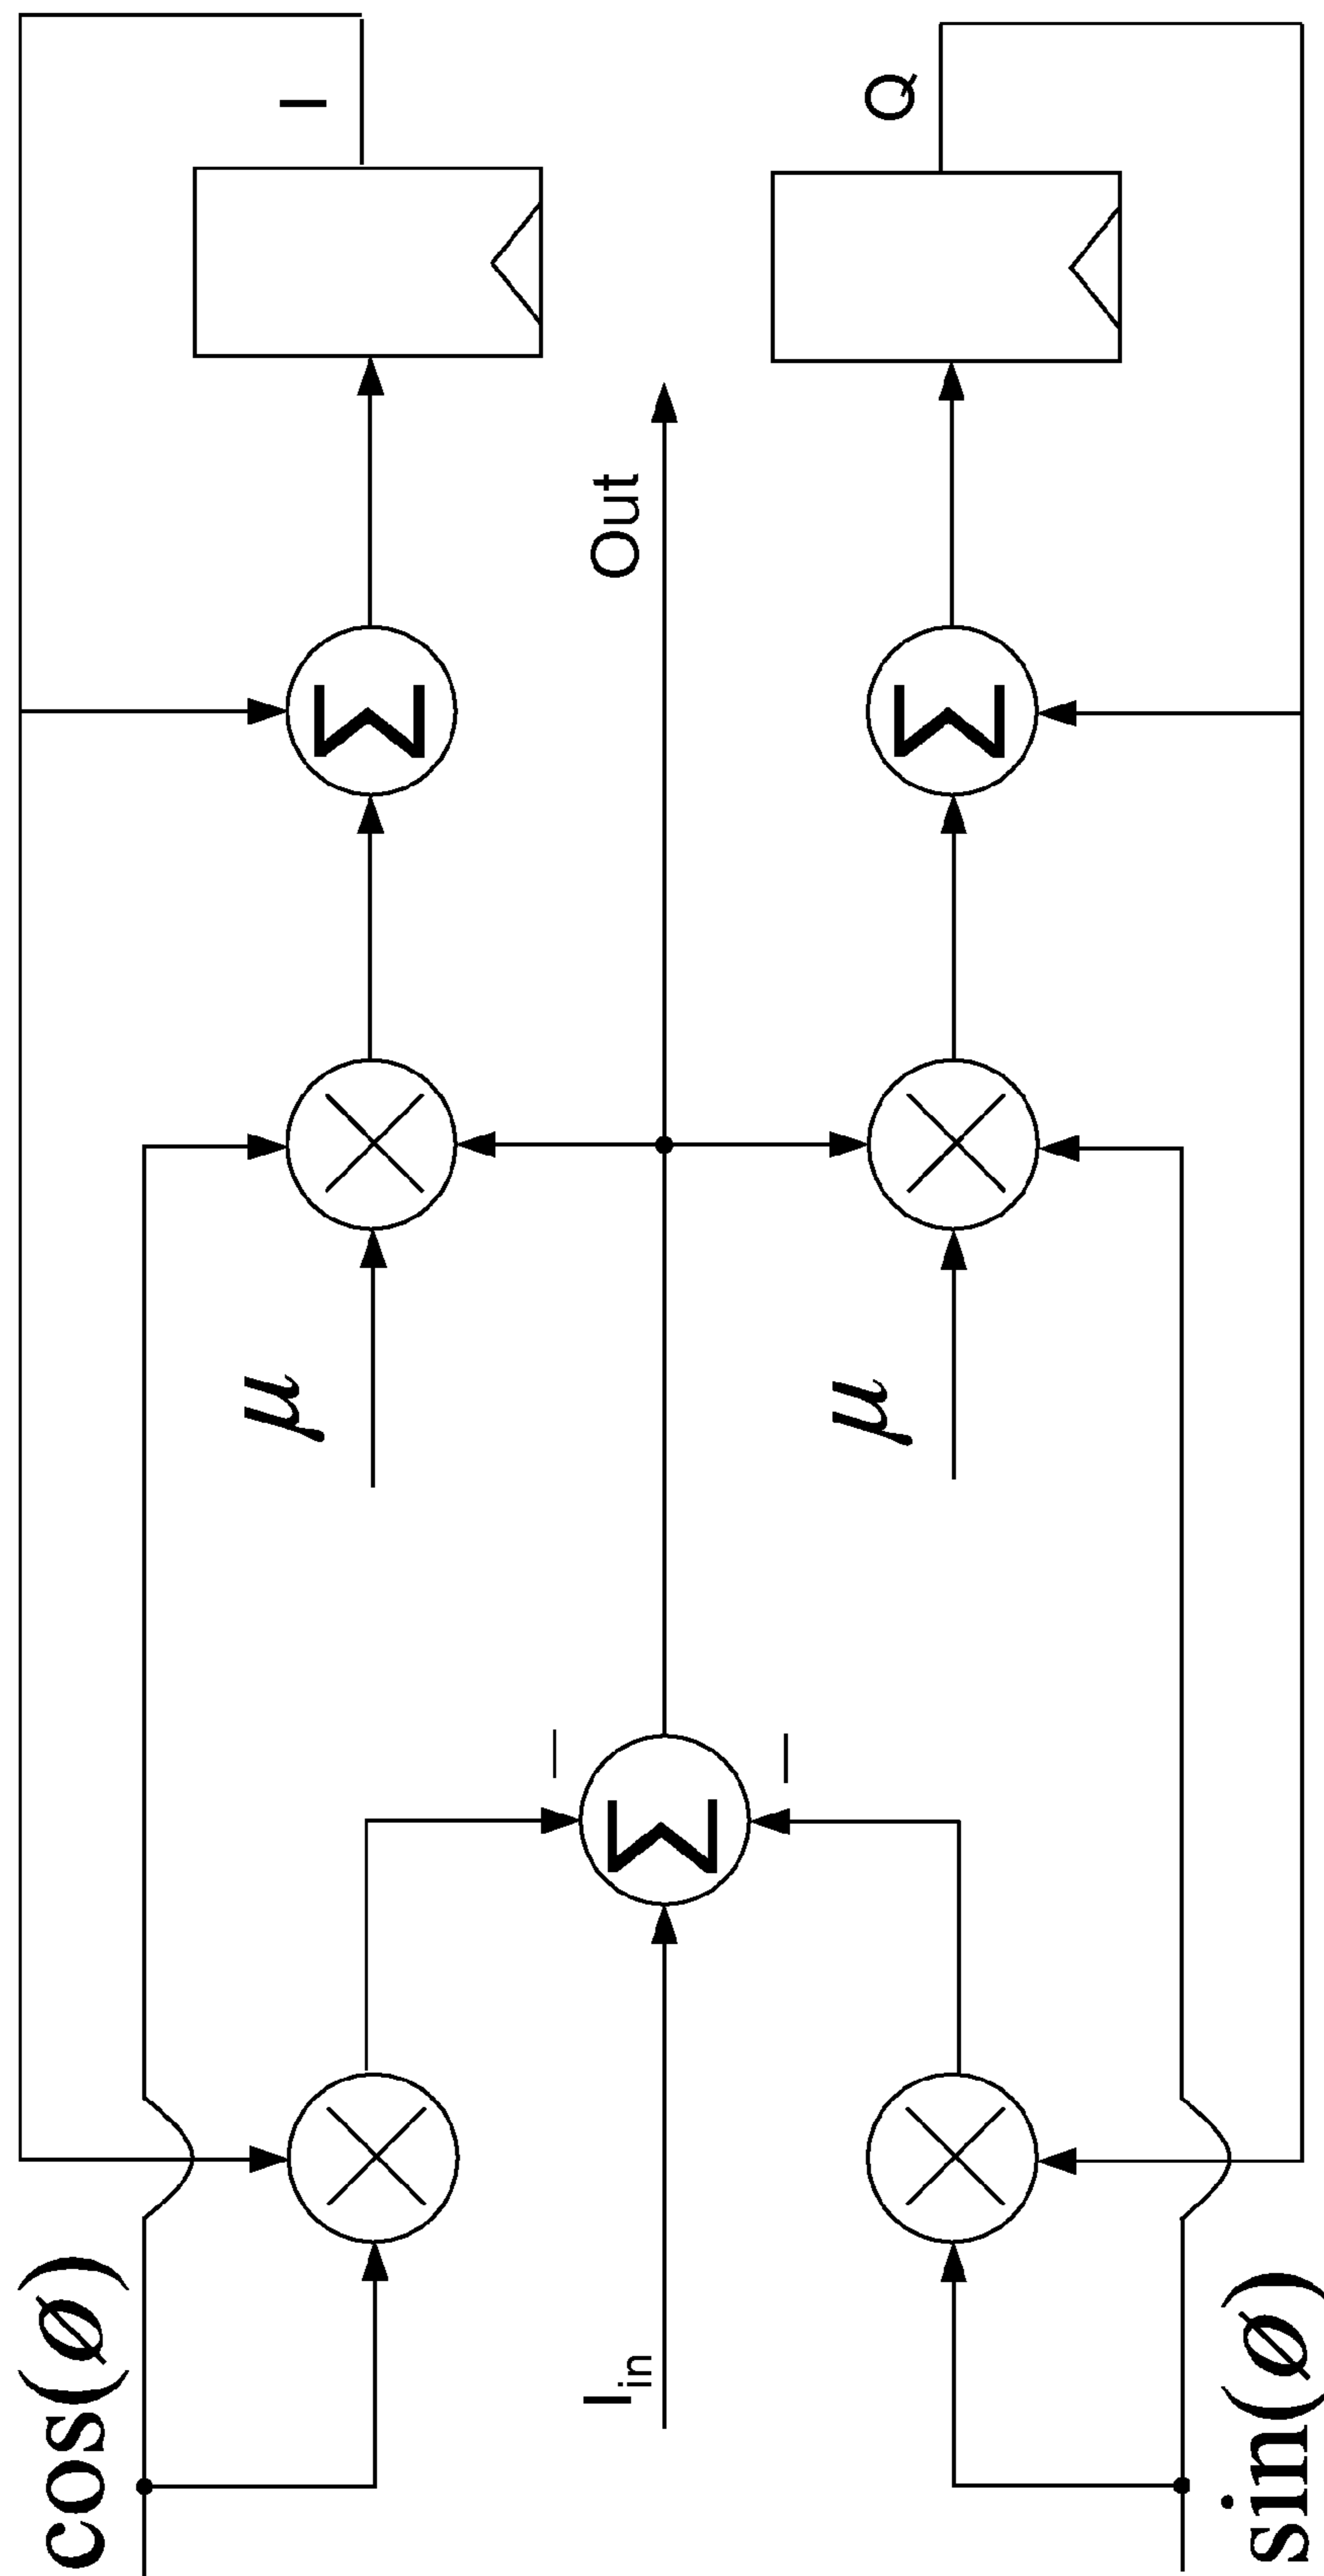 cos(ø)
I
Σ
μ
Σ
I_in
Out
Σ
μ
Q
sin(ø)